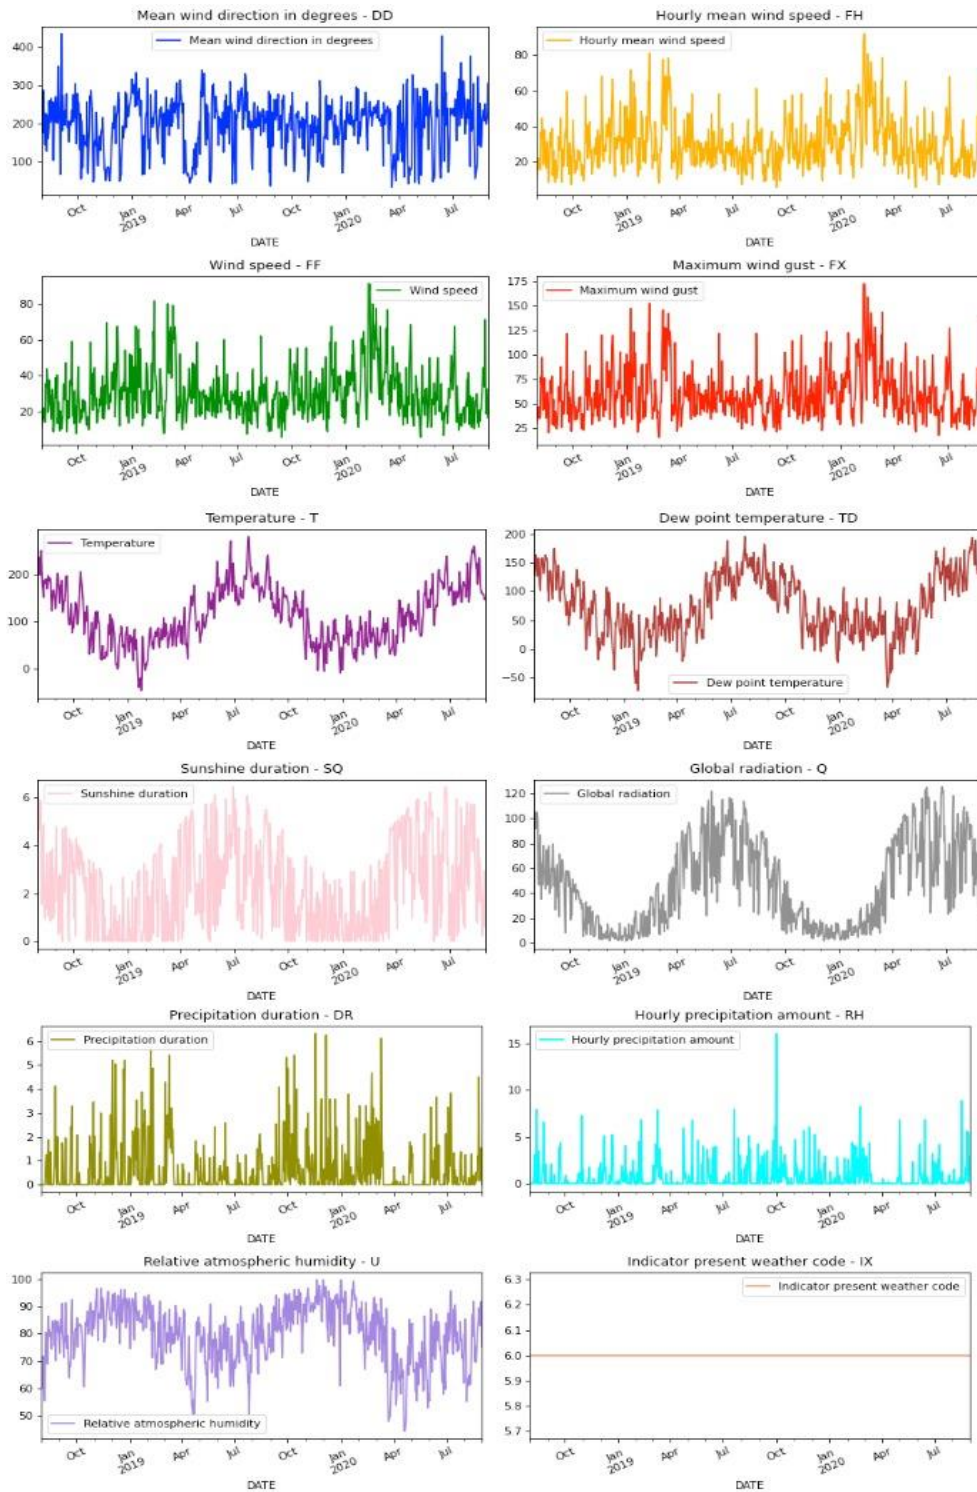 Mean wind direction in degrees - DD
Mean wind direction in degrees
400
300
200
100
Oct
Jan
2019
Apr
Jul
Oct
Jan
2020
Apr
Jul
DATE
Hourly mean wind speed - FH
Hourly mean wind speed
80
60
40
20
Oct
Jan
2019
Apr
Jul
Oct
Jan
2020
Apr
Jul
DATE
Wind speed - FF
Wind speed
80
60
40
20
Oct
Jan
2019
Apr
Jul
Oct
Jan
2020
Apr
Jul
DATE
Maximum wind gust - FX
Maximum wind gust
175
150
125
100
75
50
25
Oct
Jan
2019
Apr
Jul
Oct
Jan
2020
Apr
Jul
DATE
Temperature - T
Temperature
200
100
0
Oct
Jan
2019
Apr
Jul
Oct
Jan
2020
Apr
Jul
DATE
Dew point temperature - TD
200
150
100
50
0
−50
Dew point temperature
Oct
Jan
2019
Apr
Jul
Oct
Jan
2020
Apr
Jul
DATE
Sunshine duration - SQ
Sunshine duration
6
4
2
0
Oct
Jan
2019
Apr
Jul
Oct
Jan
2020
Apr
Jul
DATE
Global radiation - Q
Global radiation
120
100
80
60
40
20
0
Oct
Jan
2019
Apr
Jul
Oct
Jan
2020
Apr
Jul
DATE
Precipitation duration - DR
Precipitation duration
6
5
4
3
2
1
0
Oct
Jan
2019
Apr
Jul
Oct
Jan
2020
Apr
Jul
DATE
Hourly precipitation amount - RH
Hourly precipitation amount
15
10
5
0
Oct
Jan
2019
Apr
Jul
Oct
Jan
2020
Apr
Jul
DATE
Relative atmospheric humidity - U
100
90
80
70
60
50
Relative atmospheric humidity
Oct
Jan
2019
Apr
Jul
Oct
Jan
2020
Apr
Jul
DATE
Indicator present weather code - IX
Indicator present weather code
6.3
6.2
6.1
6.0
5.9
5.8
5.7
Oct
Jan
2019
Apr
Jul
Oct
Jan
2020
Apr
Jul
DATE